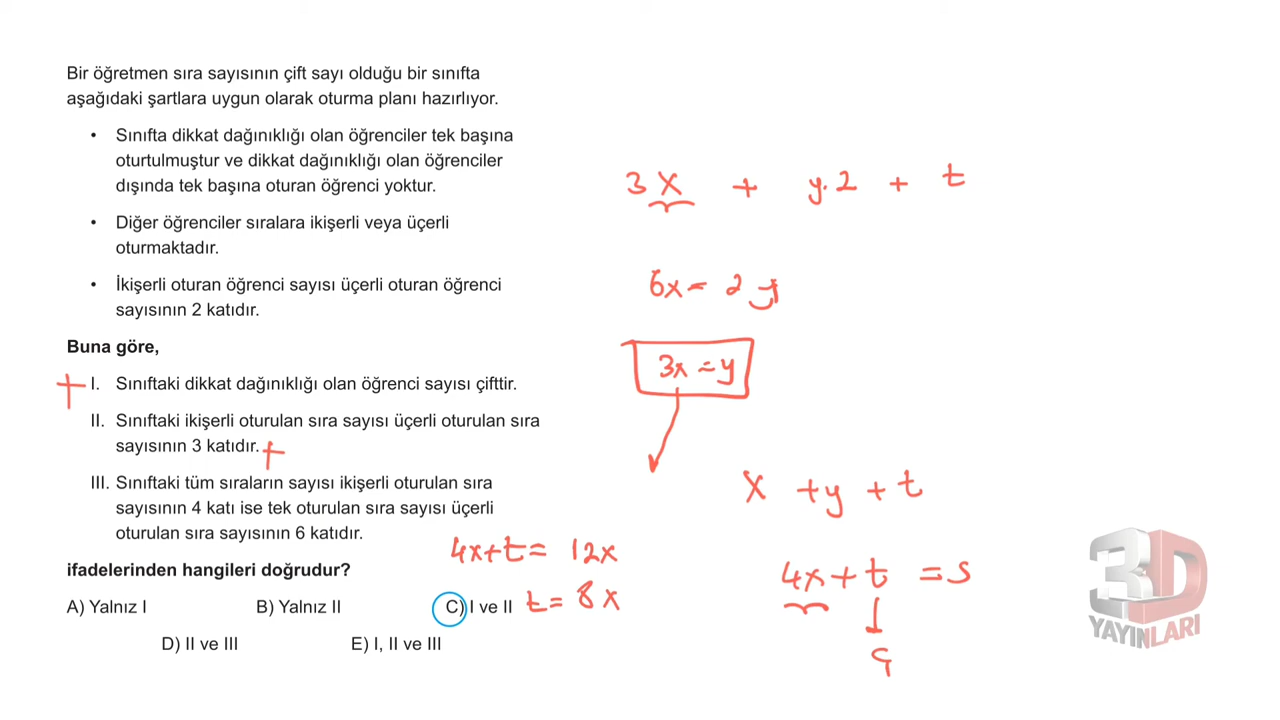 Bir öğretmen sıra sayısının çift sayı olduğu bir sınıfta
aşağıdaki şartlara uygun olarak oturma planı hazırlıyor.
• Sınıfta dikkat dağınıklığı olan öğrenciler tek başına
oturtulmuştur ve dikkat dağınıklığı olan öğrenciler
dışında tek başına oturan öğrenci yoktur.
• Diğer öğrenciler sıralara ikişerli veya üçerli
oturmaktadır.
• İkişerli oturan öğrenci sayısı üçerli oturan öğrenci
sayısının 2 katıdır.
Buna göre,
+ I. Sınıftaki dikkat dağınıklığı olan öğrenci sayısı çifttir.
II. Sınıftaki ikişerli oturulan sıra sayısı üçerli oturulan sıra
sayısının 3 katıdır. +
III. Sınıftaki tüm sıraların sayısı ikişerli oturulan sıra
sayısının 4 katı ise tek oturulan sıra sayısı üçerli
oturulan sıra sayısının 6 katıdır.
ifadelerinden hangileri doğrudur?
A) Yalnız I B) Yalnız II C) I ve II
D) II ve III E) I, II ve III
3x + y.2 + t
6x = 2y
3x = y
x + y + t
4x + t = 12x
t = 8x
4x + t = s
ç
3D
YAYINLARI